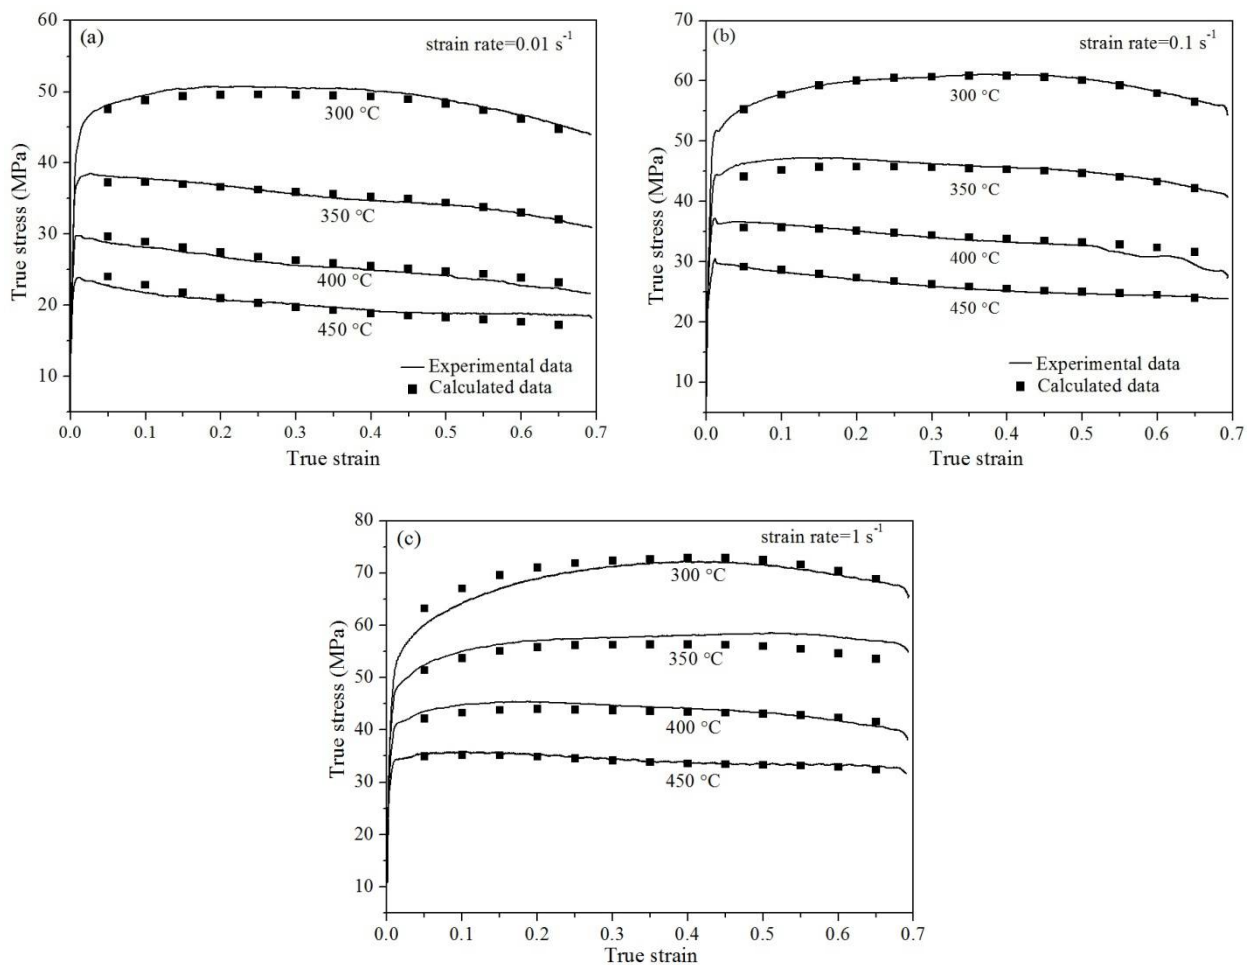 (a)
strain rate=0.01 s⁻¹
60
50
40
30
20
10
True stress (MPa)
300 °C
350 °C
400 °C
450 °C
Experimental data
Calculated data
0.0 0.1 0.2 0.3 0.4 0.5 0.6 0.7
True strain
(b)
strain rate=0.1 s⁻¹
70
60
50
40
30
20
10
True stress (MPa)
300 °C
350 °C
400 °C
450 °C
Experimental data
Calculated data
0.0 0.1 0.2 0.3 0.4 0.5 0.6 0.7
True strain
(c)
strain rate=1 s⁻¹
80
70
60
50
40
30
20
10
True stress (MPa)
300 °C
350 °C
400 °C
450 °C
0.0 0.1 0.2 0.3 0.4 0.5 0.6 0.7
True strain